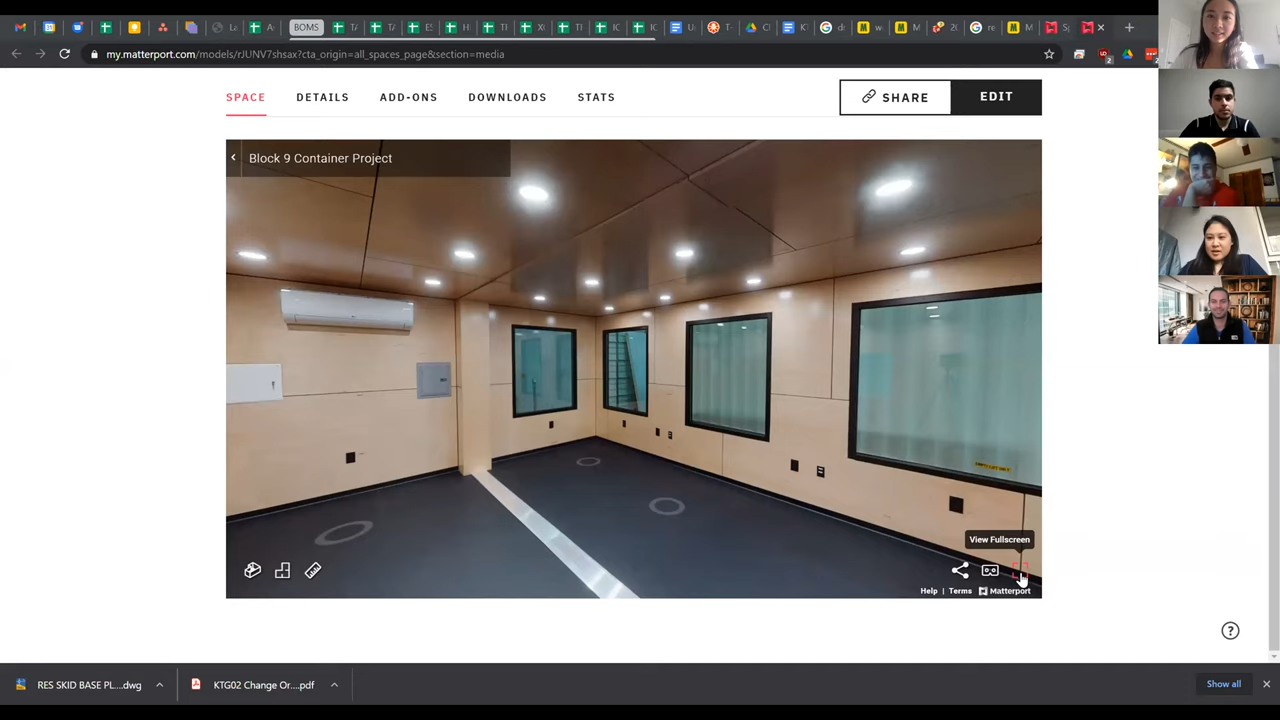 BOMS
my.matterport.com/models/rJUNV7shsax?cta_origin=all_spaces_page&section=media
SPACE
DETAILS
ADD-ONS
DOWNLOADS
STATS
SHARE
EDIT
Block 9 Container Project
View Fullscreen
Help | Terms
Matterport
RES SKID BASE PL....dwg
KTG02 Change Or....pdf
Show all